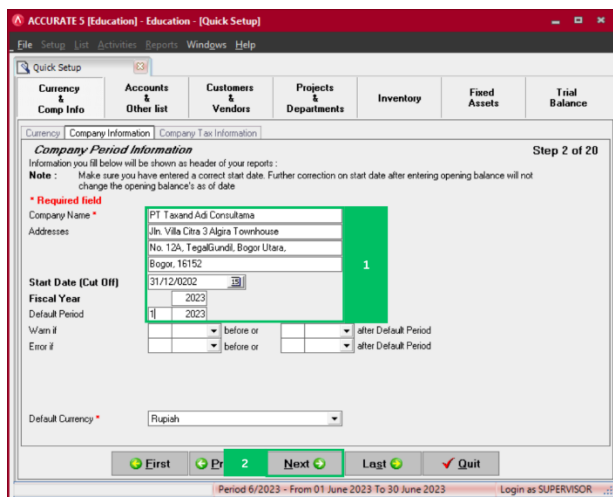 ACCURATE 5 [Education] - Education - [Quick Setup]
File Setup List Activities Reports Windows Help
Quick Setup
Currency & Comp Info
Accounts & Other list
Customers & Vendors
Projects & Departments
Inventory
Fixed Assets
Trial Balance
Currency Company Information Company Tax Information
Company Period Information Step 2 of 20
Information you fill below will be shown as header of your reports :
Note : Make sure you have entered a correct start date. Further correction on start date after entering opening balance will not
change the opening balance's as of date
* Required field
Company Name * PT Taxand Adi Consultama
Addresses Jln. Villa Citra 3 Algira Townhouse
No. 12A, TegalGundil, Bogor Utara,
Bogor, 16152
1
Start Date (Cut Off) 31/12/0202
Fiscal Year 2023
Default Period 1 2023
Warn if before or after Default Period
Error if before or after Default Period
Default Currency * Rupiah
First Pr 2 Next Last Quit
Period 6/2023 - From 01 June 2023 To 30 June 2023 Login as SUPERVISOR